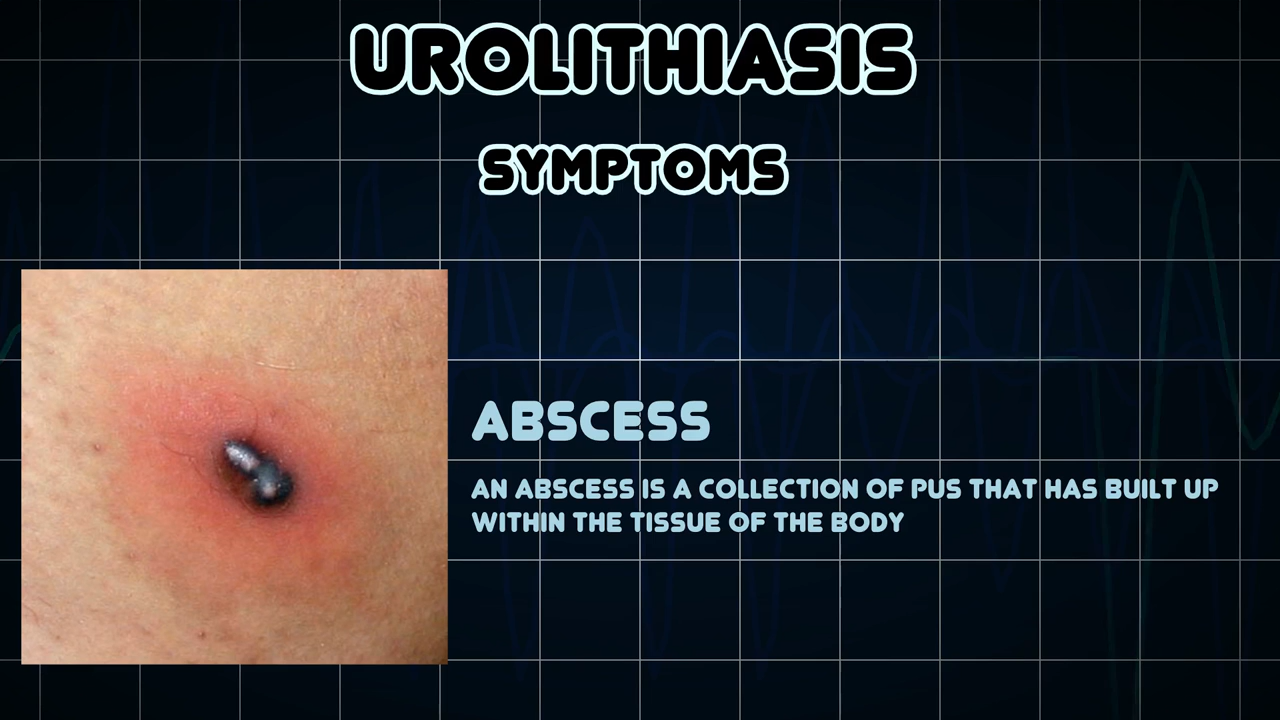 UROLITHIASIS
SYMPTOMS
ABSCESS
AN ABSCESS IS A COLLECTION OF PUS THAT HAS BUILT UP
WITHIN THE TISSUE OF THE BODY